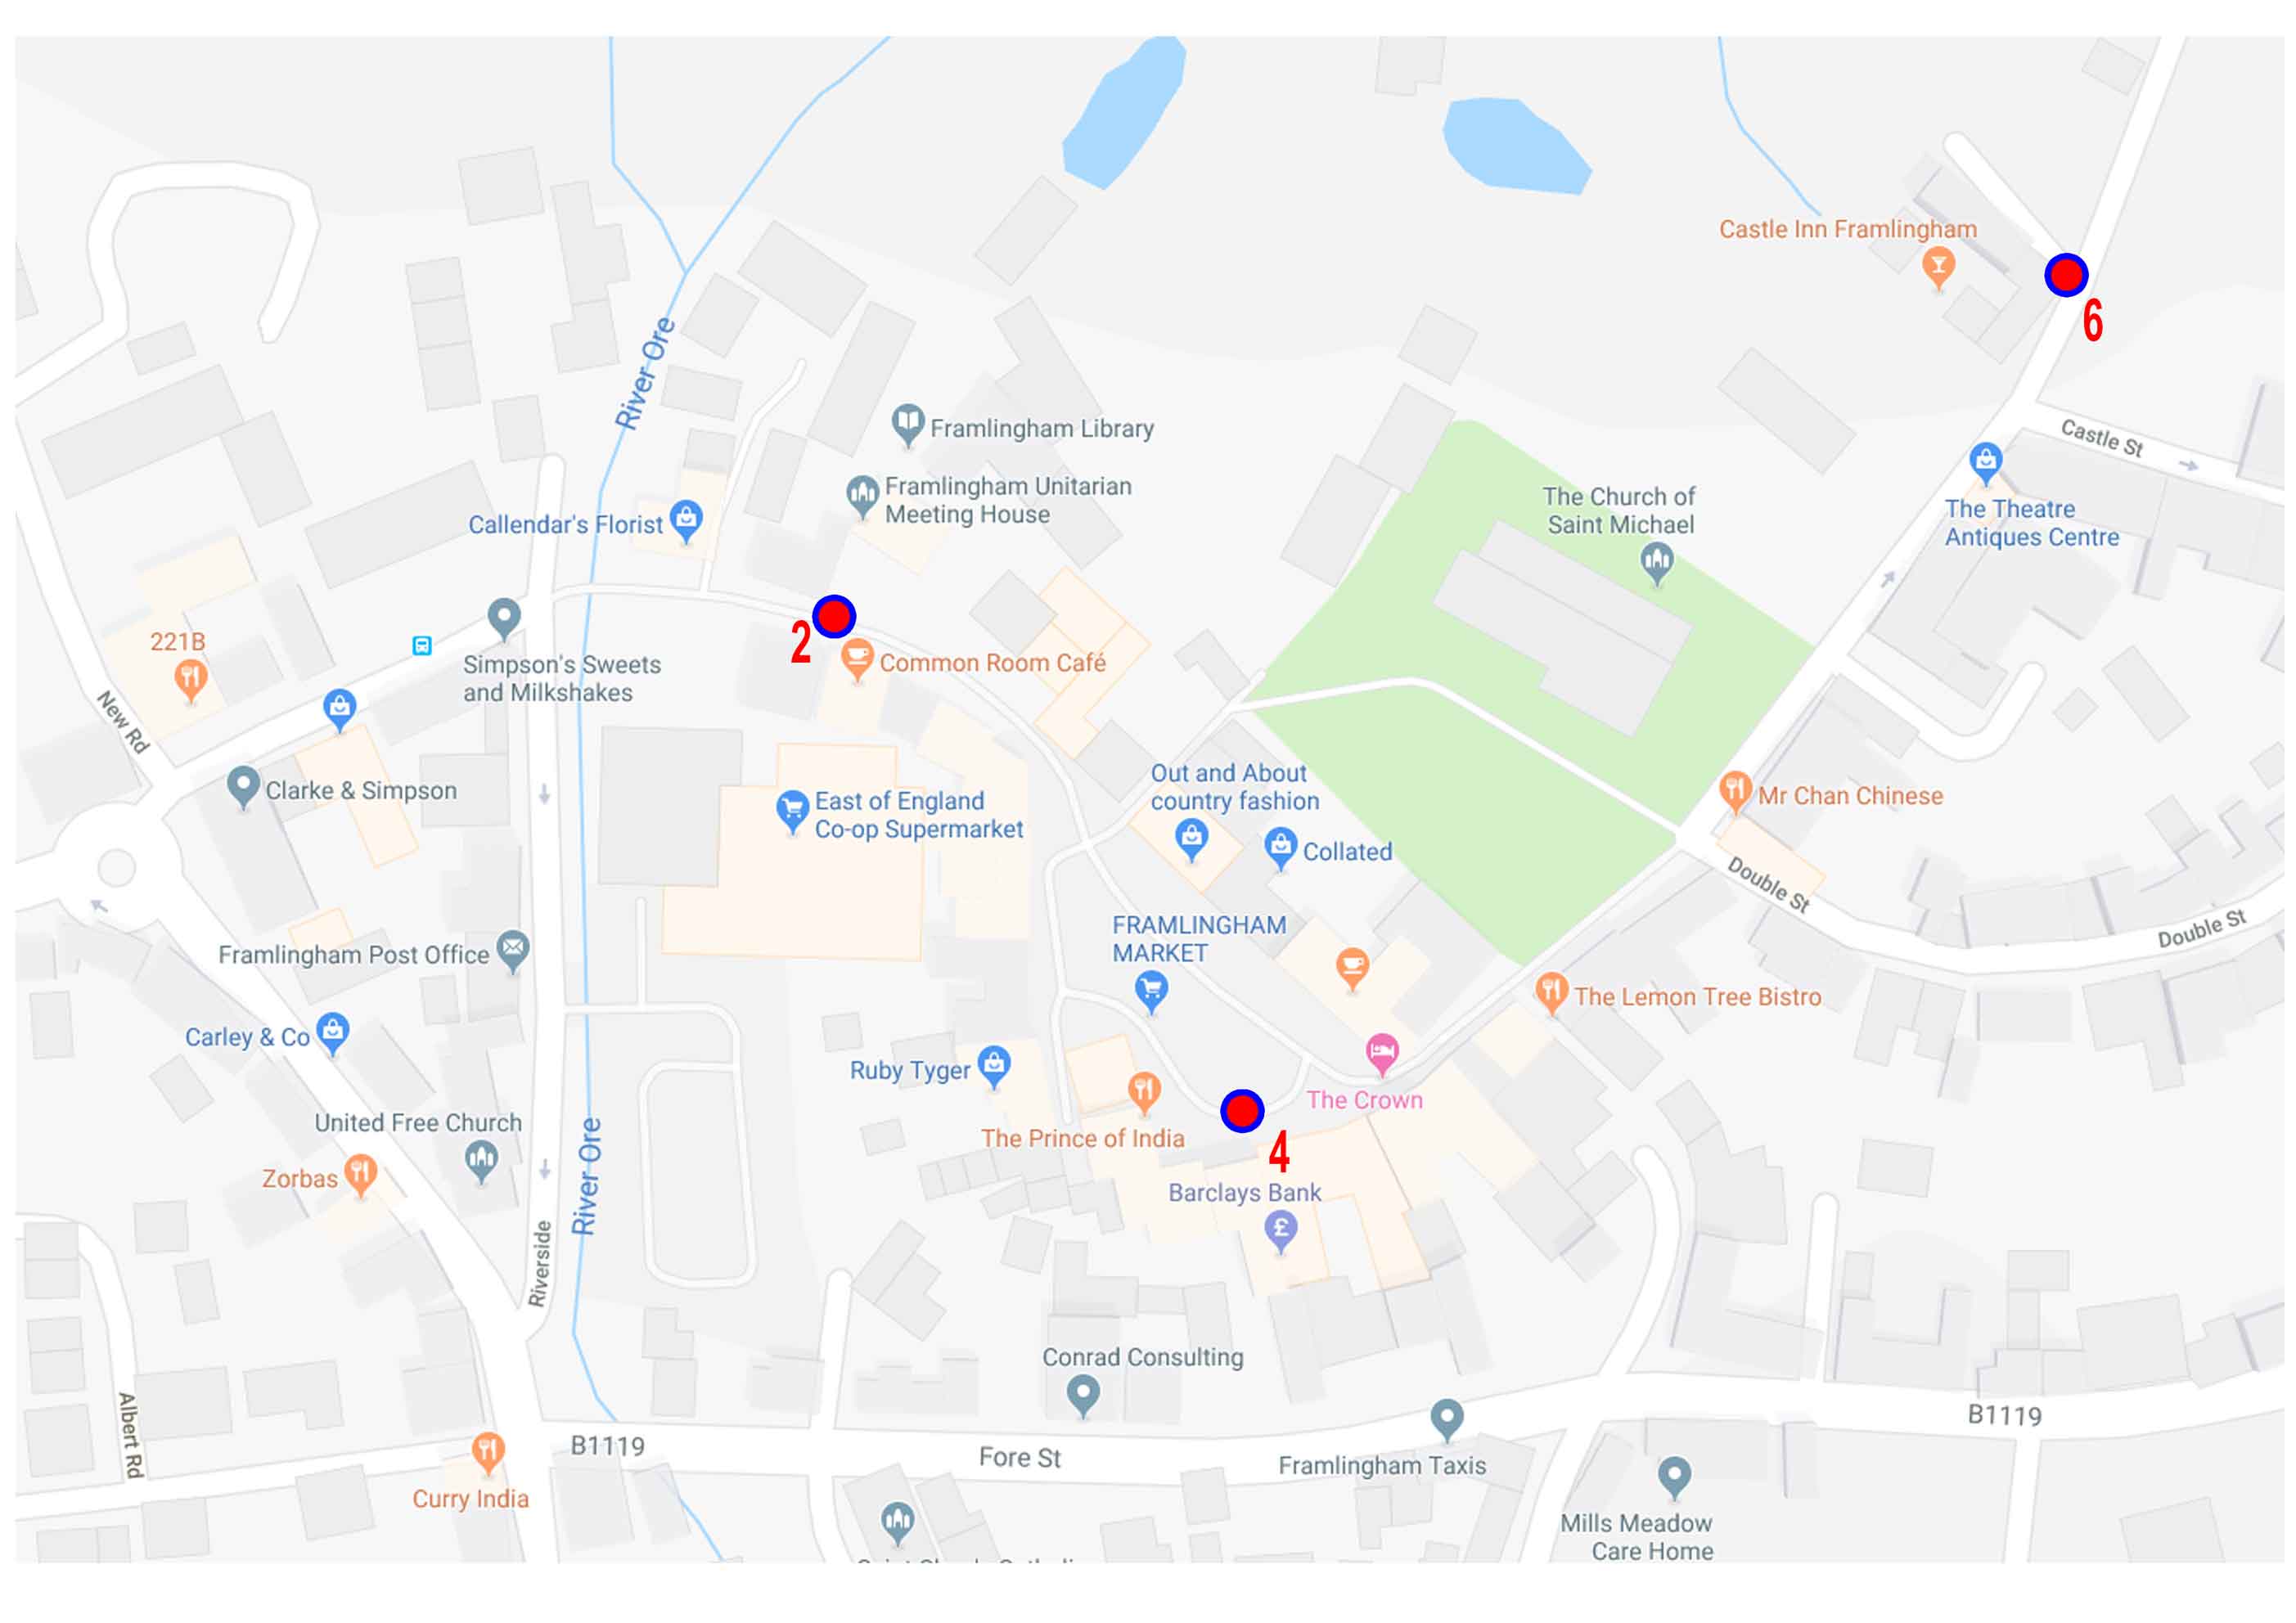 Castle Inn Framlingham
6
River Ore
Framlingham Library
Castle St
Framlingham Unitarian
Meeting House
Callendar's Florist
The Church of
Saint Michael
The Theatre
Antiques Centre
221B
2
Common Room Café
Simpson's Sweets
and Milkshakes
New Rd
Clarke & Simpson
East of England
Co-op Supermarket
Out and About
country fashion
Collated
Mr Chan Chinese
Double St
Double St
FRAMLINGHAM
MARKET
Framlingham Post Office
The Lemon Tree Bistro
Carley & Co
Ruby Tyger
The Crown
United Free Church
The Prince of India
4
Zorbas
River Ore
Barclays Bank
£
Riverside
Conrad Consulting
Albert Rd
B1119
B1119
Fore St
Framlingham Taxis
Curry India
Mills Meadow
Care Home